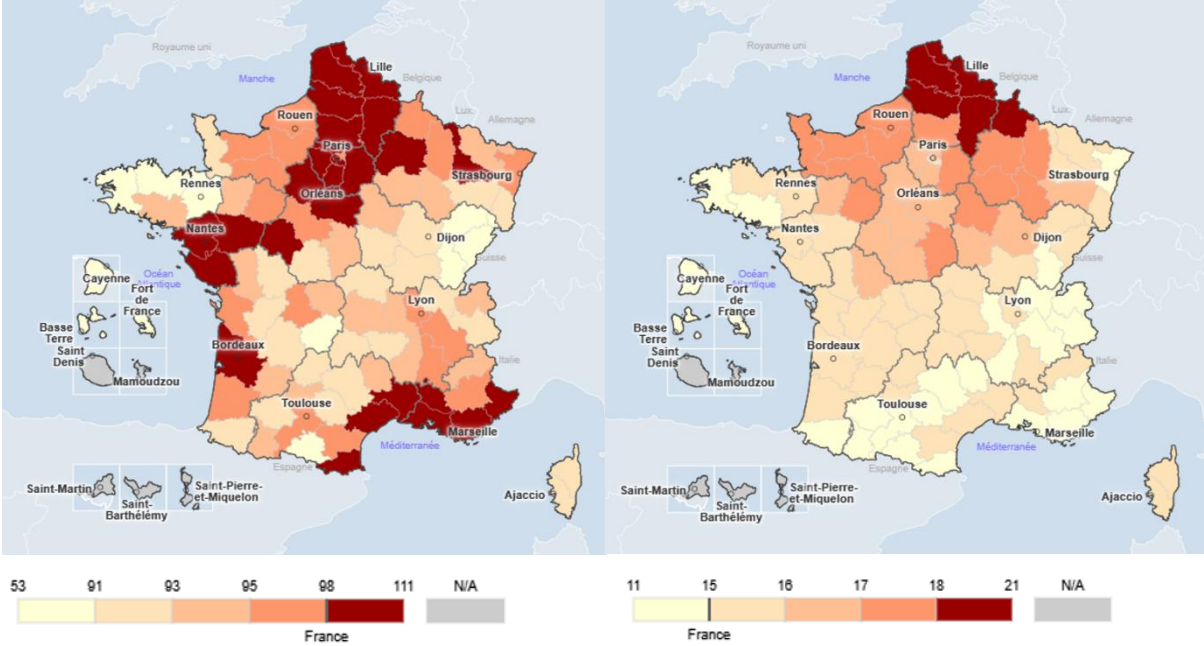 Royaume uni
Manche
Lille
Belgique
Rouen
Lux.
Allemagne
Paris
Strasbourg
Rennes
Orléans
Nantes
Dijon
Suisse
Cayenne
Océan
Atlantique
Fort
de
France
Lyon
Basse
Terre
Saint
Denis
Mamoudzou
Bordeaux
Italie
Toulouse
Marseille
Méditerranée
Espagne
Saint-Martin
Saint-
Barthélémy
Saint-Pierre-
et-Miquelon
Ajaccio
53 91 93 95 98 111 N/A
France
Royaume uni
Manche
Lille
Belgique
Rouen
Lux.
Allemagne
Paris
Strasbourg
Rennes
Orléans
Nantes
Dijon
Suisse
Cayenne
Océan
Atlantique
Fort
de
France
Lyon
Basse
Terre
Saint
Denis
Mamoudzou
Bordeaux
Italie
Toulouse
Marseille
Méditerranée
Espagne
Saint-Martin
Saint-
Barthélémy
Saint-Pierre-
et-Miquelon
Ajaccio
11 15 16 17 18 21 N/A
France